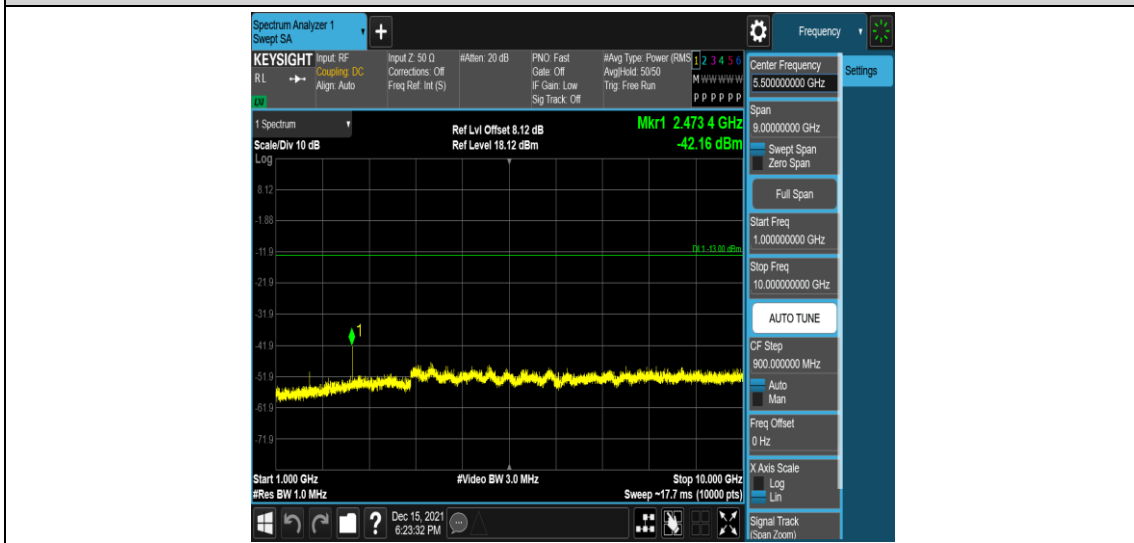 Spectrum Analyzer 1
Swept SA
+
Frequency
KEYSIGHT
RL
Input: RF
Coupling: DC
Align: Auto
Input Z: 50 Ω
Corrections: Off
Freq Ref: Int (S)
#Atten: 20 dB
PNO: Fast
Gate: Off
IF Gain: Low
Sig Track: Off
#Avg Type: Power (RMS
Avg|Hold: 50/50
Trig: Free Run
1 2 3 4 5 6
M W W W W W
P P P P P P
1 Spectrum
Scale/Div 10 dB
Log
Ref Lvl Offset 8.12 dB
Ref Level 18.12 dBm
Mkr1 2.473 4 GHz
-42.16 dBm
8.12
-1.88
-11.9
DL1 -13.00 dBm
-21.9
-31.9
1
-41.9
-51.9
-61.9
-71.9
Start 1.000 GHz
#Res BW 1.0 MHz
#Video BW 3.0 MHz
Stop 10.000 GHz
Sweep ~17.7 ms (10000 pts)
Center Frequency
5.500000000 GHz
Settings
Span
9.00000000 GHz
Swept Span
Zero Span
Full Span
Start Freq
1.000000000 GHz
Stop Freq
10.000000000 GHz
AUTO TUNE
CF Step
900.000000 MHz
Auto
Man
Freq Offset
0 Hz
X Axis Scale
Log
Lin
Signal Track
(Span Zoom)
?
Dec 15, 2021
6:23:32 PM